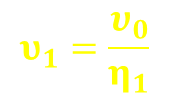 υ₁ = υ₀ / η₁